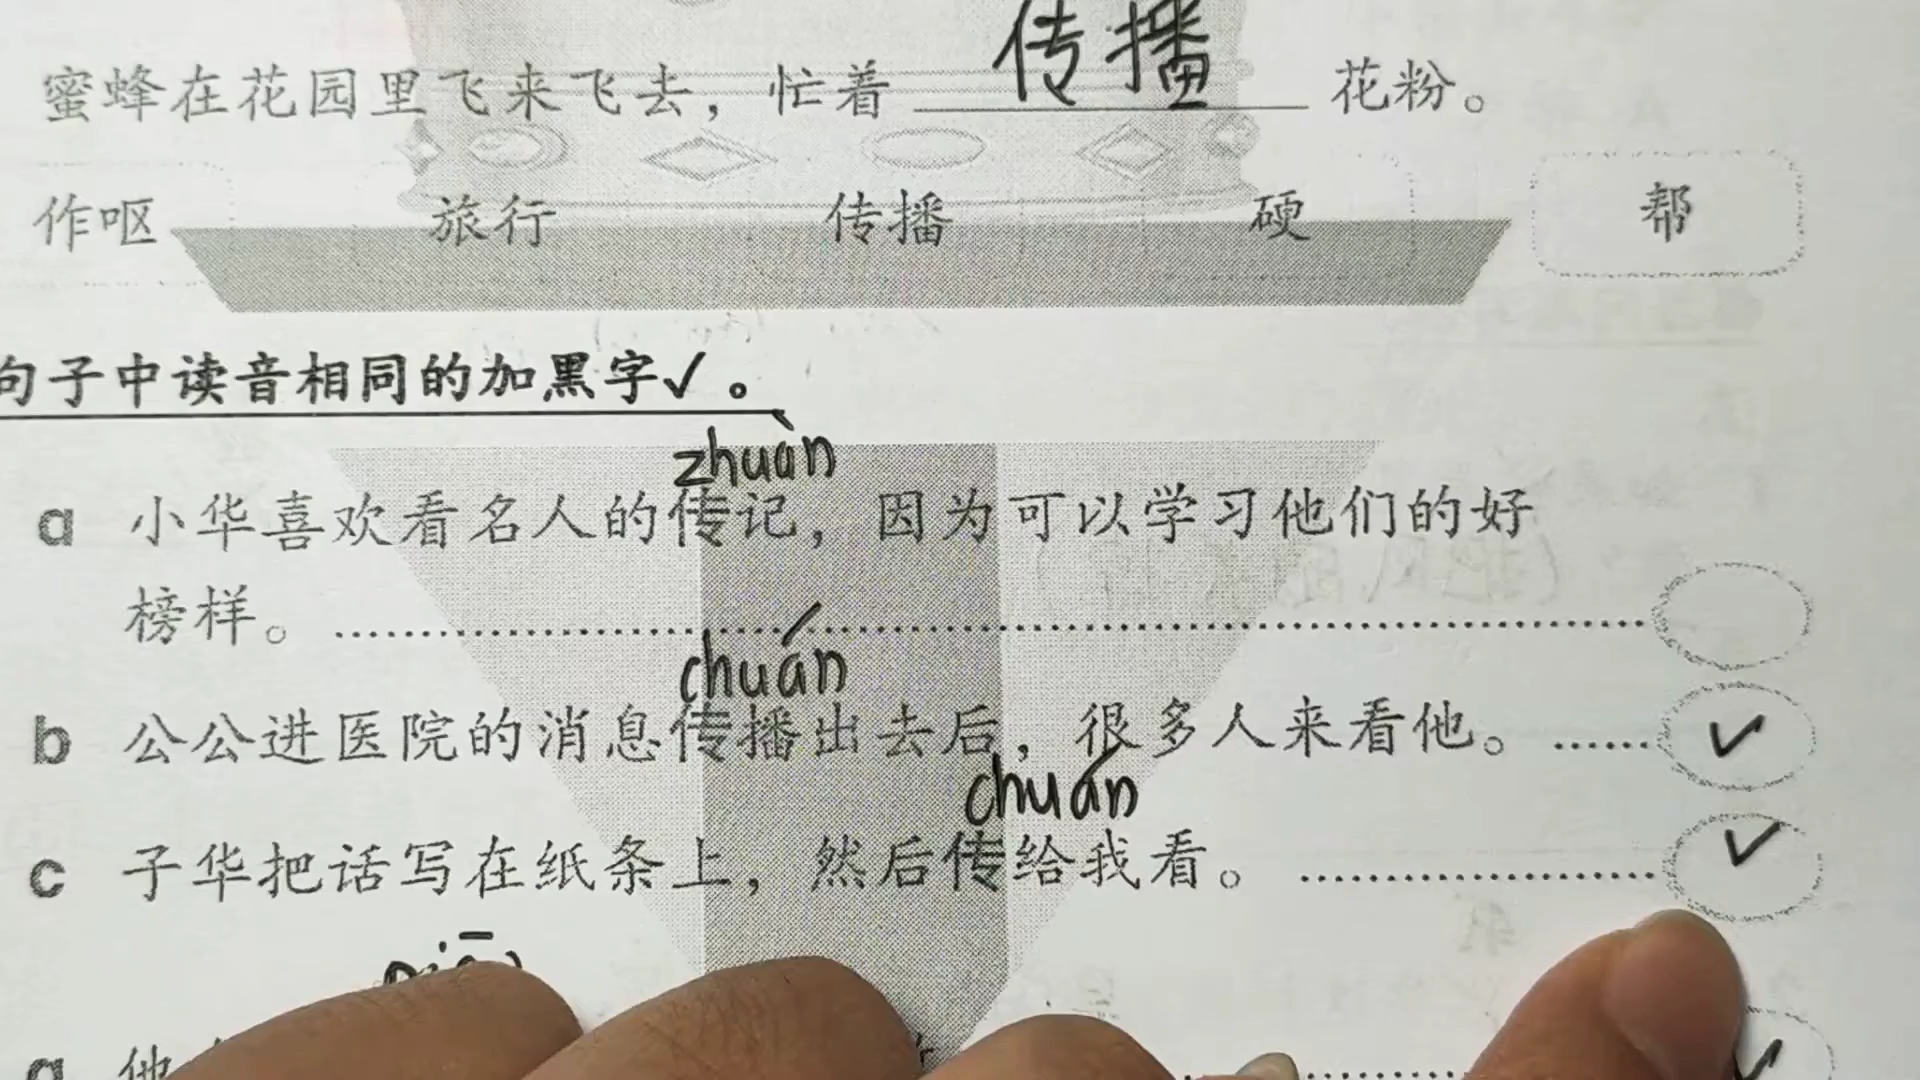 传播
蜜蜂在花园里飞来飞去，忙着 花粉。
作呕 旅行 传播 硬 帮
句子中读音相同的加黑字✓。
zhuàn
a 小华喜欢看名人的传记，因为可以学习他们的好
榜样。
chuán
b 公公进医院的消息传播出去后，很多人来看他。 ✓
chuán
c 子华把话写在纸条上，然后传给我看。 ✓
a 他 ✓